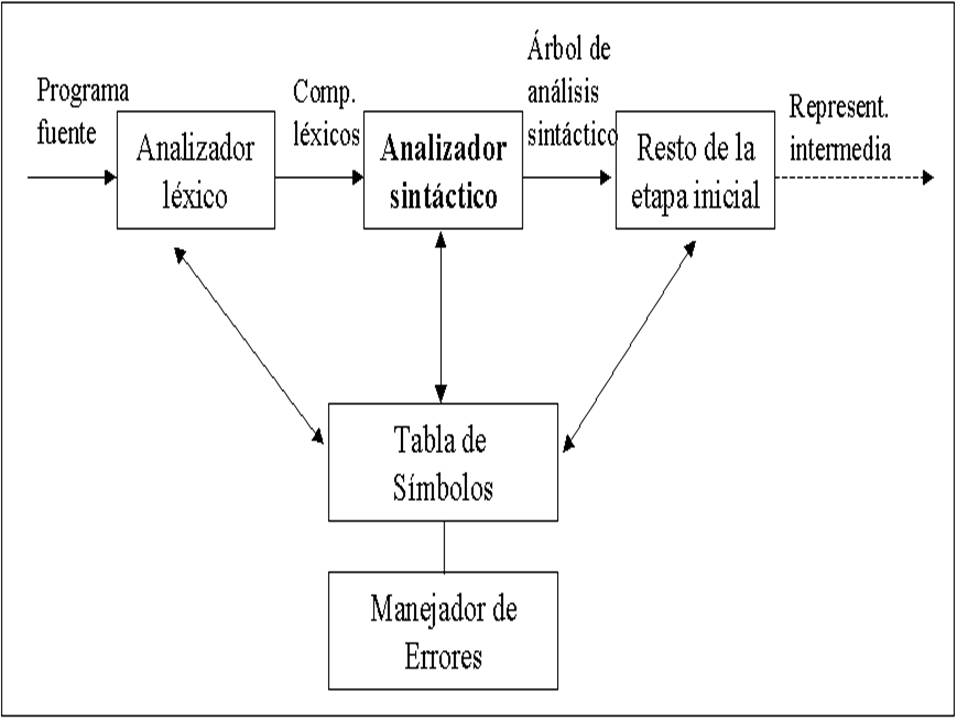 Programa
fuente
Analizador
léxico
Comp.
léxicos
Analizador
sintáctico
Árbol de
análisis
sintáctico
Resto de la
etapa inicial
Represent.
intermedia
Tabla de
Símbolos
Manejador de
Errores